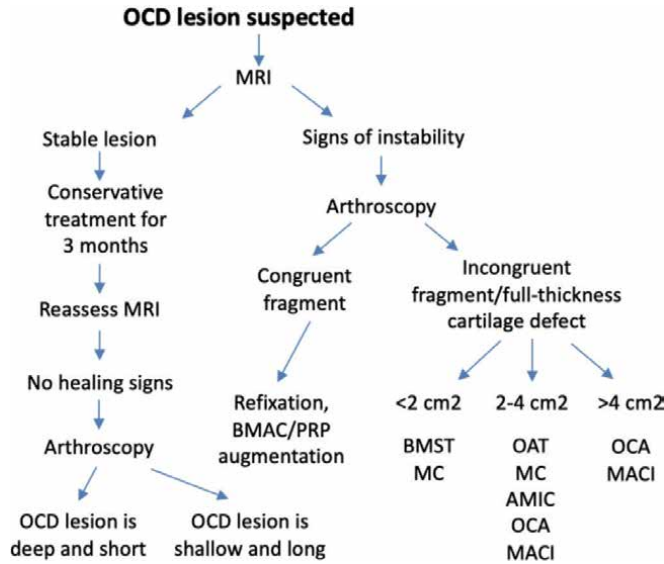 OCD lesion suspected
MRI
Stable lesion
Signs of instability
Conservative
treatment for
3 months
Arthroscopy
Congruent
fragment
Incongruent
fragment/full-thickness
cartilage defect
Reassess MRI
No healing signs
Refixation,
BMAC/PRP
augmentation
<2 cm2
2-4 cm2
>4 cm2
BMST
MC
OAT
MC
AMIC
OCA
MACI
OCA
MACI
Arthroscopy
OCD lesion is
deep and short
OCD lesion is
shallow and long